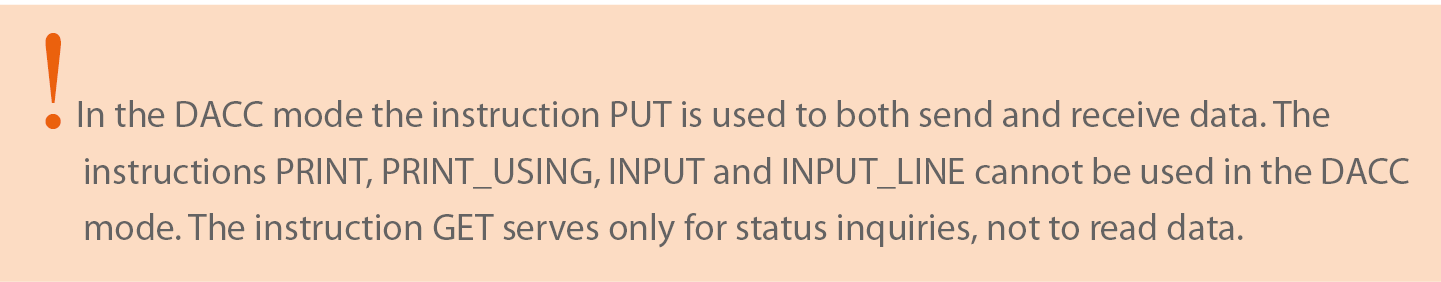 ! In the DACC mode the instruction PUT is used to both send and receive data. The
instructions PRINT, PRINT_USING, INPUT and INPUT_LINE cannot be used in the DACC
mode. The instruction GET serves only for status inquiries, not to read data.